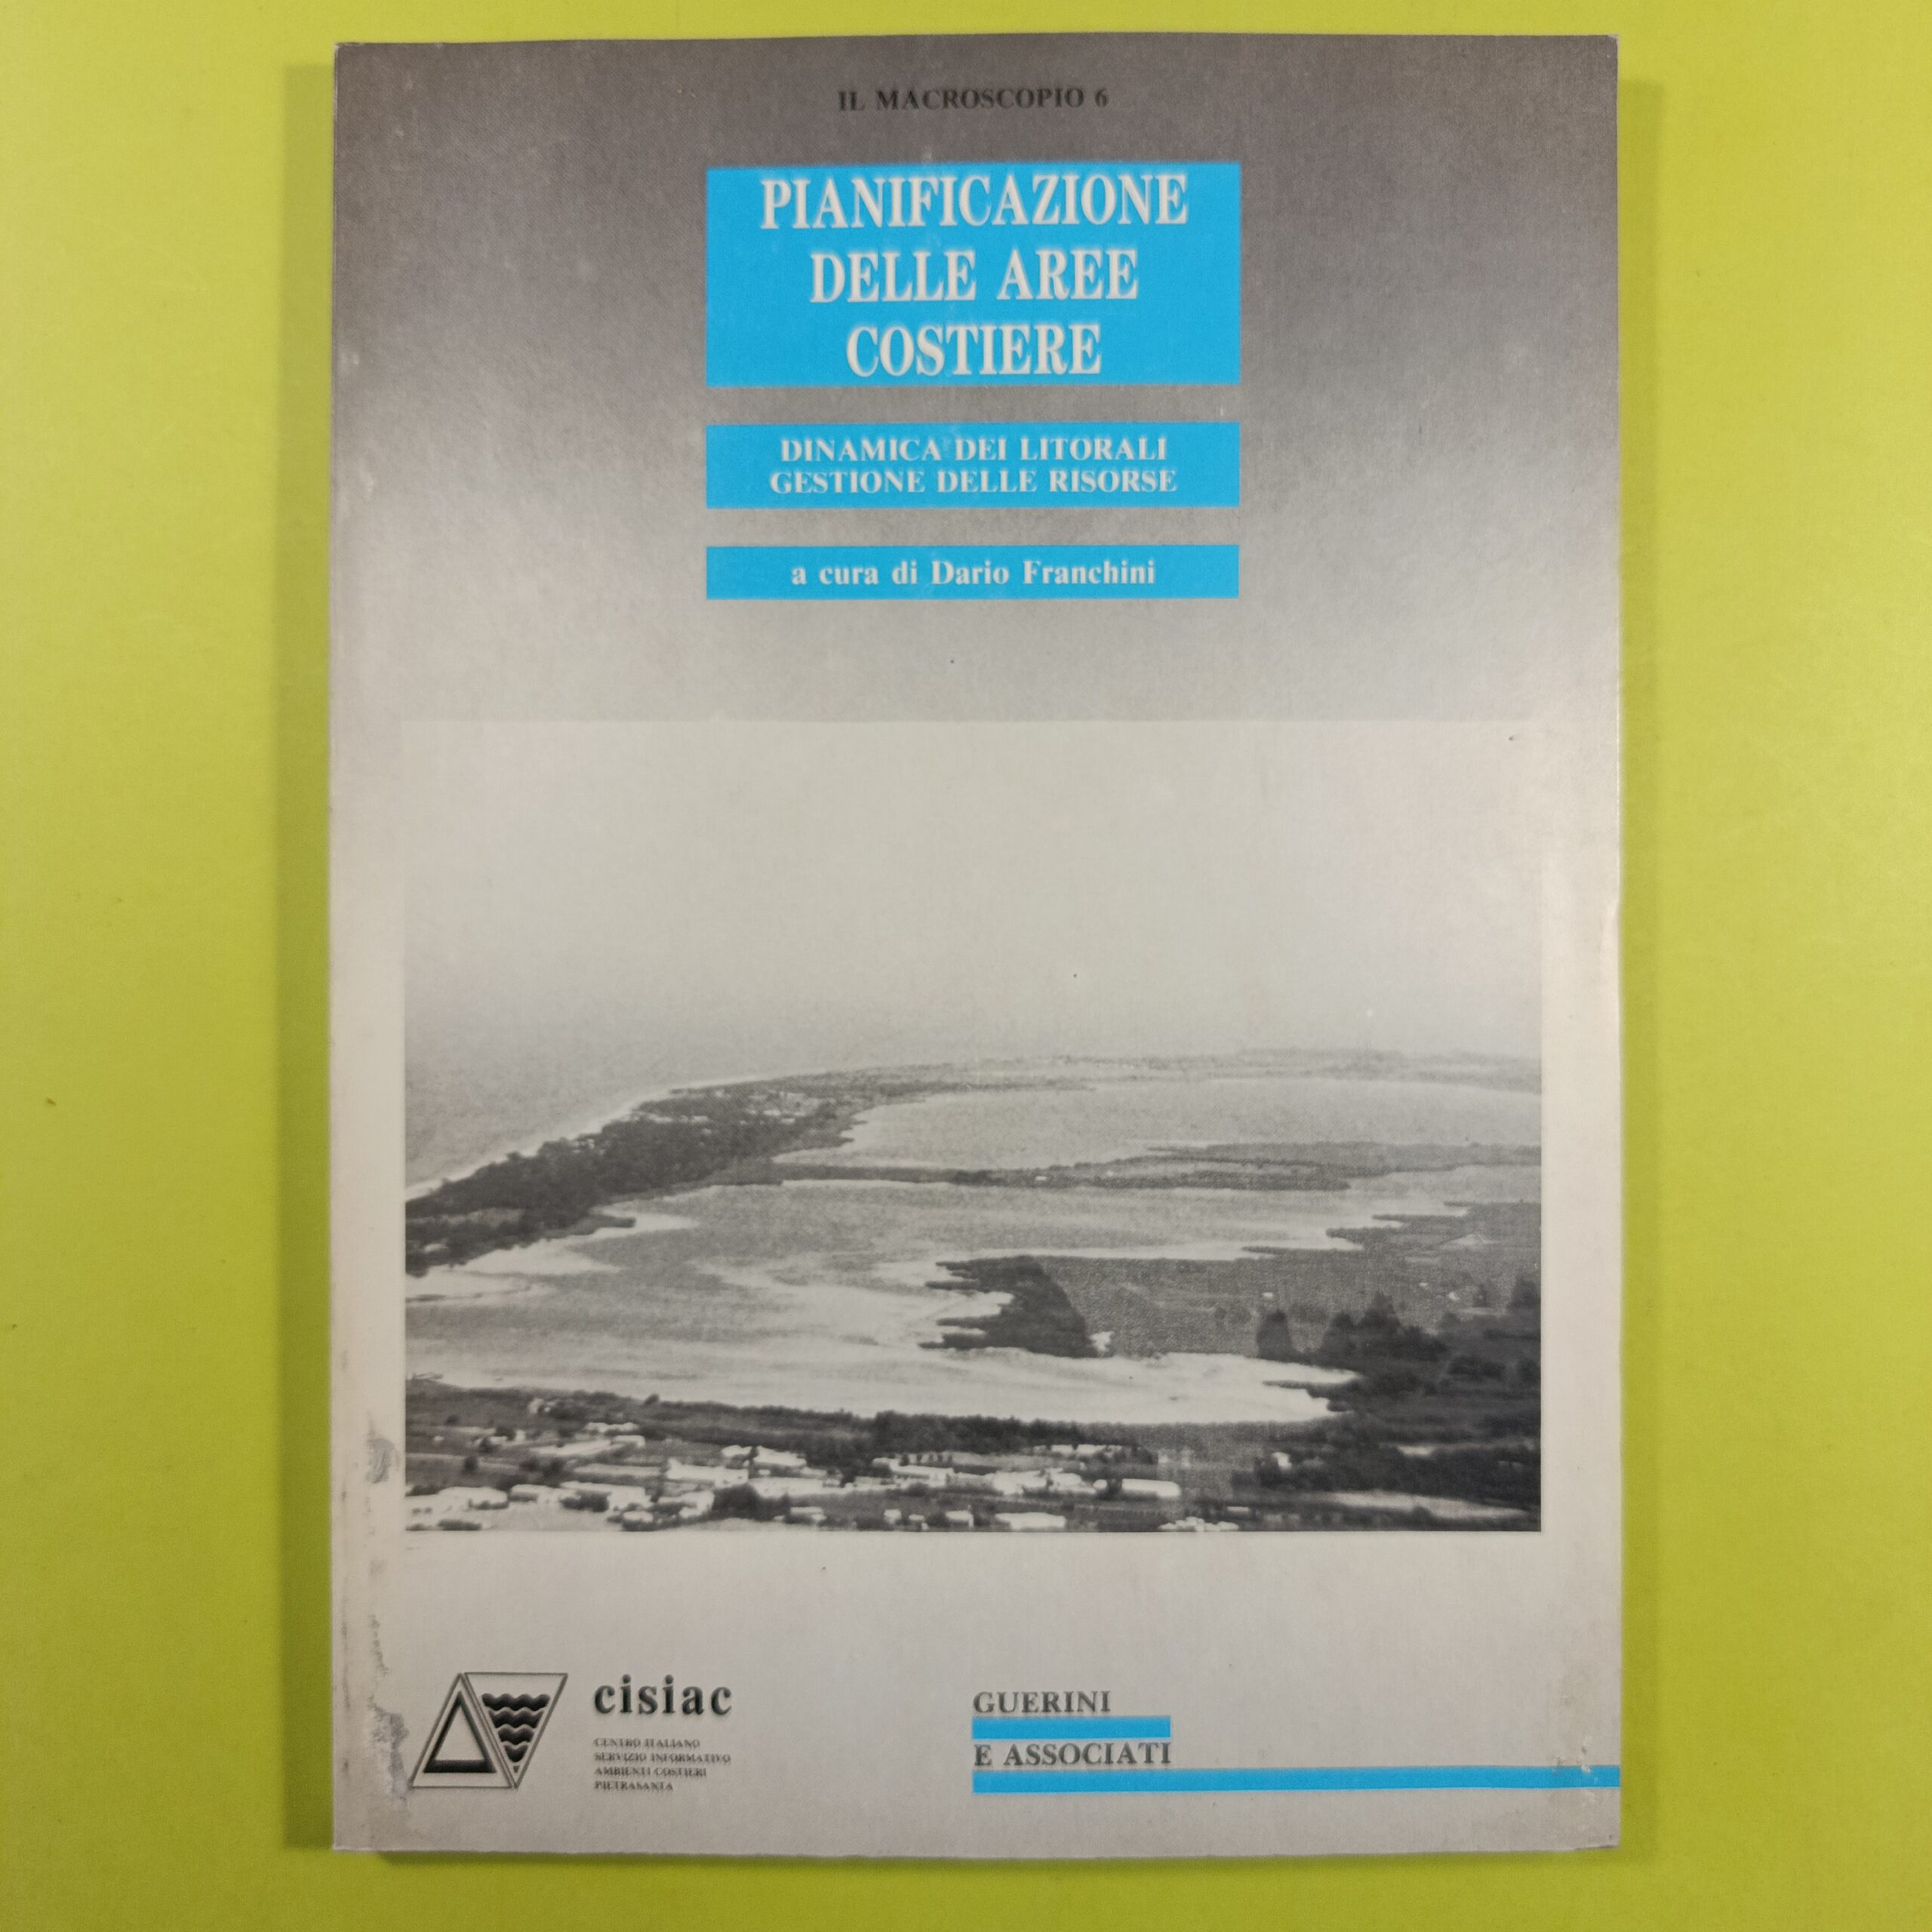 IL MACROSCOPIO 6
PIANIFICAZIONE
DELLE AREE
COSTIERE
DINAMICA DEI LITORALI
GESTIONE DELLE RISORSE
a cura di Dario Franchini
cisiac
CENTRO ITALIANO
SERVIZIO INFORMATIVO
AMBIENTI COSTIERI
PIETRASANTA
GUERINI
E ASSOCIATI